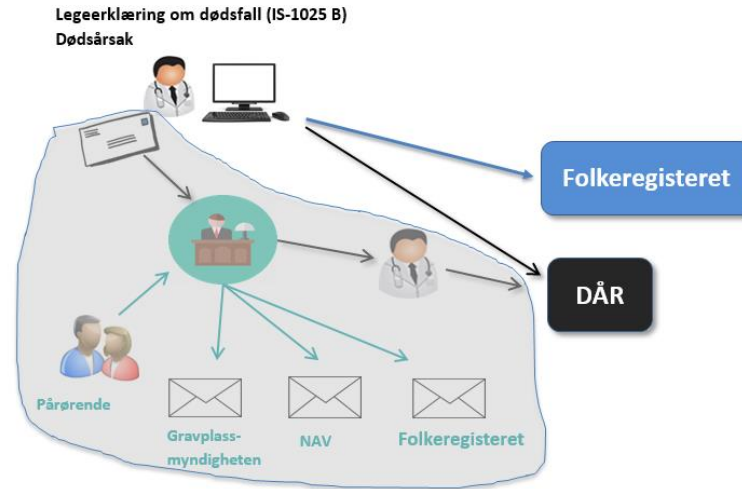 Legeerklæring om dødsfall (IS-1025 B)
Dødsårsak
Folkeregisteret
DÅR
Pårørende
Gravplass-
myndigheten
NAV
Folkeregisteret